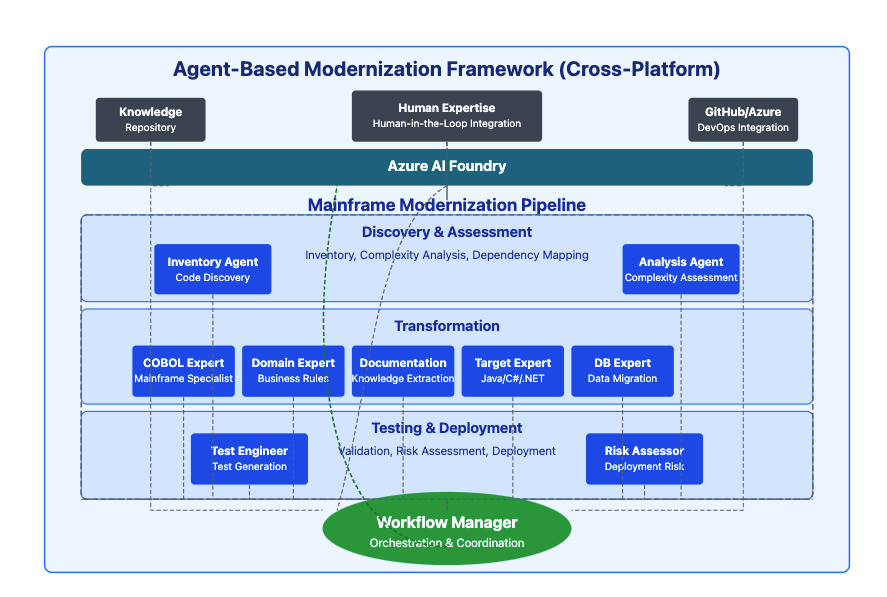 Agent-Based Modernization Framework (Cross-Platform)
Knowledge
Repository
Human Expertise
Human-in-the-Loop Integration
GitHub/Azure
DevOps Integration
Azure AI Foundry
Mainframe Modernization Pipeline
Discovery & Assessment
Inventory, Complexity Analysis, Dependency Mapping
Inventory Agent
Code Discovery
Analysis Agent
Complexity Assessment
Transformation
COBOL Expert
Mainframe Specialist
Domain Expert
Business Rules
Documentation
Knowledge Extraction
Target Expert
Java/C#/.NET
DB Expert
Data Migration
Testing & Deployment
Validation, Risk Assessment, Deployment
Test Engineer
Test Generation
Risk Assessor
Deployment Risk
Workflow Manager
Orchestration & Coordination